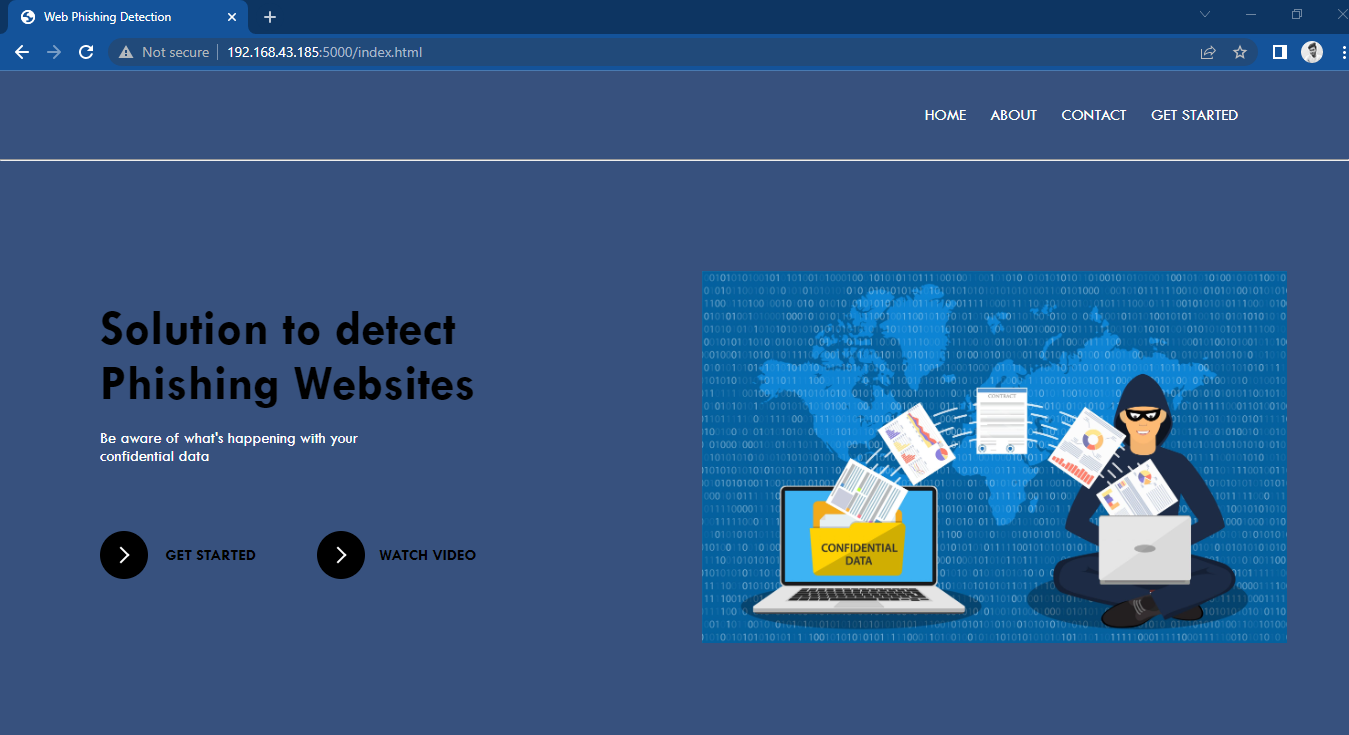 Web Phishing Detection
Not secure
192.168.43.185:5000/index.html
HOME ABOUT CONTACT GET STARTED
Solution to detect
Phishing Websites
Be aware of what's happening with your
confidential data
GET STARTED
WATCH VIDEO
CONTRACT
CONFIDENTIAL
DATA